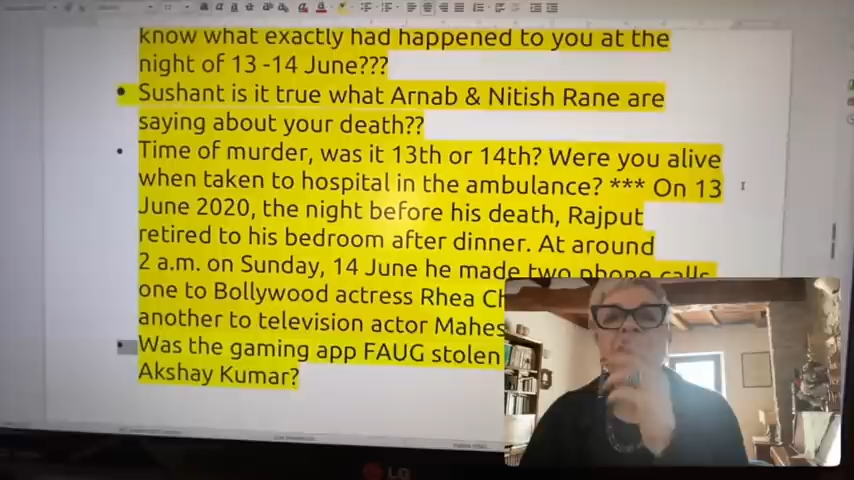 know what exactly had happened to you at the
night of 13 -14 June???
Sushant is it true what Arnab & Nitish Rane are
saying about your death??
Time of murder, was it 13th or 14th? Were you alive
when taken to hospital in the ambulance? *** On 13
June 2020, the night before his death, Rajput
retired to his bedroom after dinner. At around
2 a.m. on Sunday, 14 June he made two phone calls
one to Bollywood actress Rhea
another to television actor
Was the gaming app FAUG stolen
Akshay Kumar?
LG